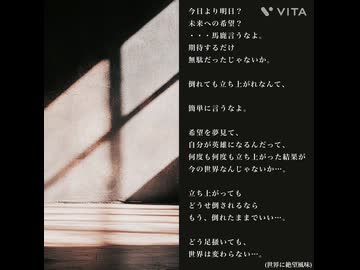 今日より明日?
未来への希望?
・・・馬鹿言うなよ。
期待するだけ
無駄だったじゃないか。
倒れても立ち上がれなんて、
簡単に言うなよ。
希望を夢見て、
自分が英雄になるんだって、
何度も何度も立ち上がった結果が
今の世界なんじゃないか…。
立ち上がっても
どうせ倒されるなら
もう、倒れたままでいい…。
どう足掻いても、
世界は変わらない…。
(世界に絶望風味)
VITA